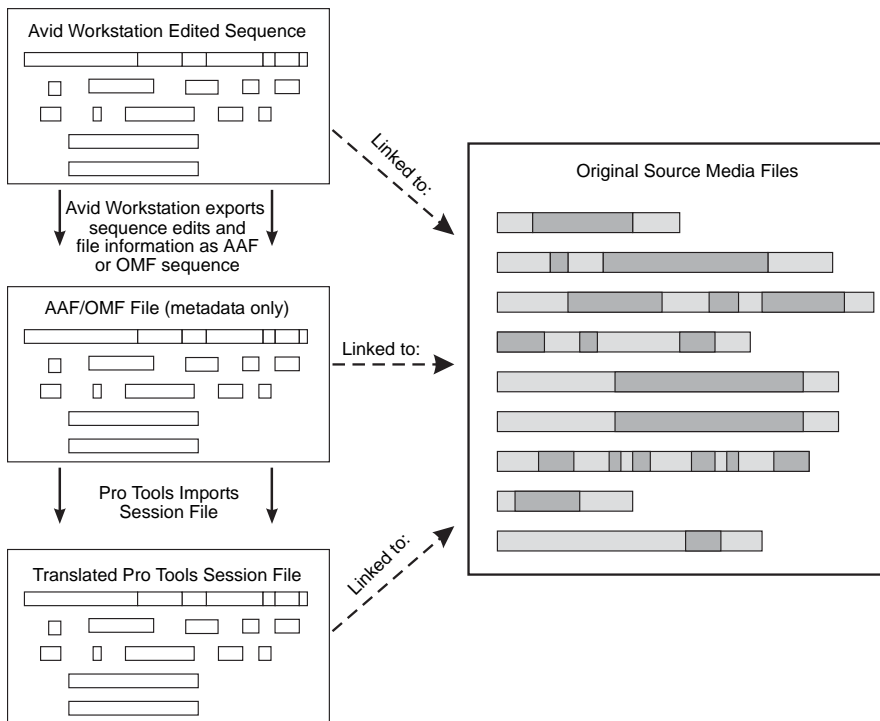 Avid Workstation Edited Sequence
Linked to:
Original Source Media Files
Avid Workstation exports
sequence edits and
file information as AAF
or OMF sequence
AAF/OMF File (metadata only)
Linked to:
Pro Tools Imports
Session File
Linked to:
Translated Pro Tools Session File